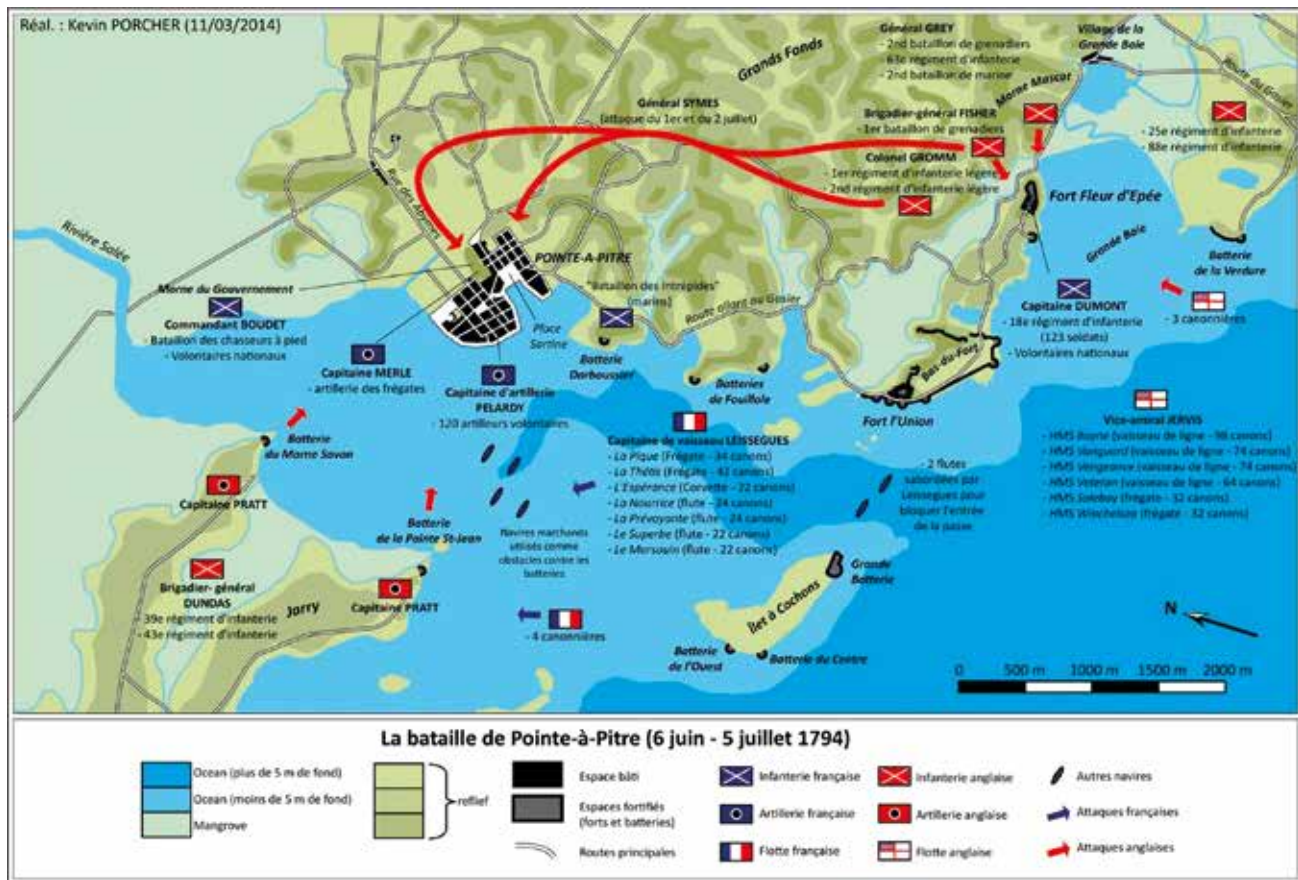 Réal. : Kevin PORCHER (11/03/2014)
Grands Fonds
Général GREY
- 2nd bataillon de grenadiers
- 63e régiment d'infanterie
- 2nd bataillon de marine
Village de la
Grande Baie
Route du Gosier
Morne Mascot
Général SYMES
(attaque du 1er et du 2 juillet)
Brigadier-général FISHER
- 1er bataillon de grenadiers
- 25e régiment d'infanterie
- 88e régiment d'infanterie
Colonel GROMM
- 1er régiment d'infanterie légère
- 2nd régiment d'infanterie légère
Fort Fleur d'Epée
Rue des Abymes
Rivière Salée
Grande Baie
Batterie
de la Verdure
POINTE-A-PITRE
Morne du Gouvernement
"Bataillon des Intrépides"
(marins)
Route allant au Gosier
Commandant BOUDET
- Bataillon des chasseurs à pied
- Volontaires nationaux
Place
Sartine
Capitaine DUMONT
- 18e régiment d'infanterie
(123 soldats)
- Volontaires nationaux
- 3 canonnières
Batterie
Darboussier
Bas-du-Fort
Capitaine MERLE
- artillerie des frégates
Capitaine d'artillerie
PELARDY
- 120 artilleurs volontaires
Batteries
de Fouillole
Fort l'Union
Capitaine de vaisseau LEISSEGUES
- La Pique (Frégate - 34 canons)
- La Thétis (Frégate - 42 canons)
- L'Espérance (Corvette - 22 canons)
- La Nourrice (flute - 24 canons)
- La Prévoyante (flute - 24 canons)
- Le Superbe (flute - 22 canons)
- Le Marsouin (flute - 22 canons)
Vice-amiral JERVIS
- HMS Boyne (vaisseau de ligne - 98 canons)
- HMS Vanguard (vaisseau de ligne - 74 canons)
- HMS Vengeance (vaisseau de ligne - 74 canons)
- HMS Veteran (vaisseau de ligne - 64 canons)
- HMS Solebay (frégate - 32 canons)
- HMS Winchelsea (frégate - 32 canons)
Batterie
du Morne Savon
Capitaine PRATT
- 2 flutes
sabordées par
Leissegues pour
bloquer l'entrée
de la passe
Batterie
de la Pointe St-Jean
Navires marchands
utilisés comme
obstacles contre les
batteries
Brigadier- général
DUNDAS
- 39e régiment d'infanterie
- 43e régiment d'infanterie
Jarry
Capitaine PRATT
- 4 canonnières
Grande
Batterie
Îlet à Cochons
Batterie
de l'Ouest
Batterie du Centre
N
0 500 m 1000 m 2000 m
La bataille de Pointe-à-Pitre (6 juin - 5 juillet 1794)
Ocean (plus de 5 m de fond)
Ocean (moins de 5 m de fond)
Mangrove
relief
Espace bâti
Espaces fortifiés
(forts et batteries)
Routes principales
Infanterie française
Artillerie française
Flotte française
Infanterie anglaise
Artillerie anglaise
Flotte anglaise
Autres navires
Attaques françaises
Attaques anglaises